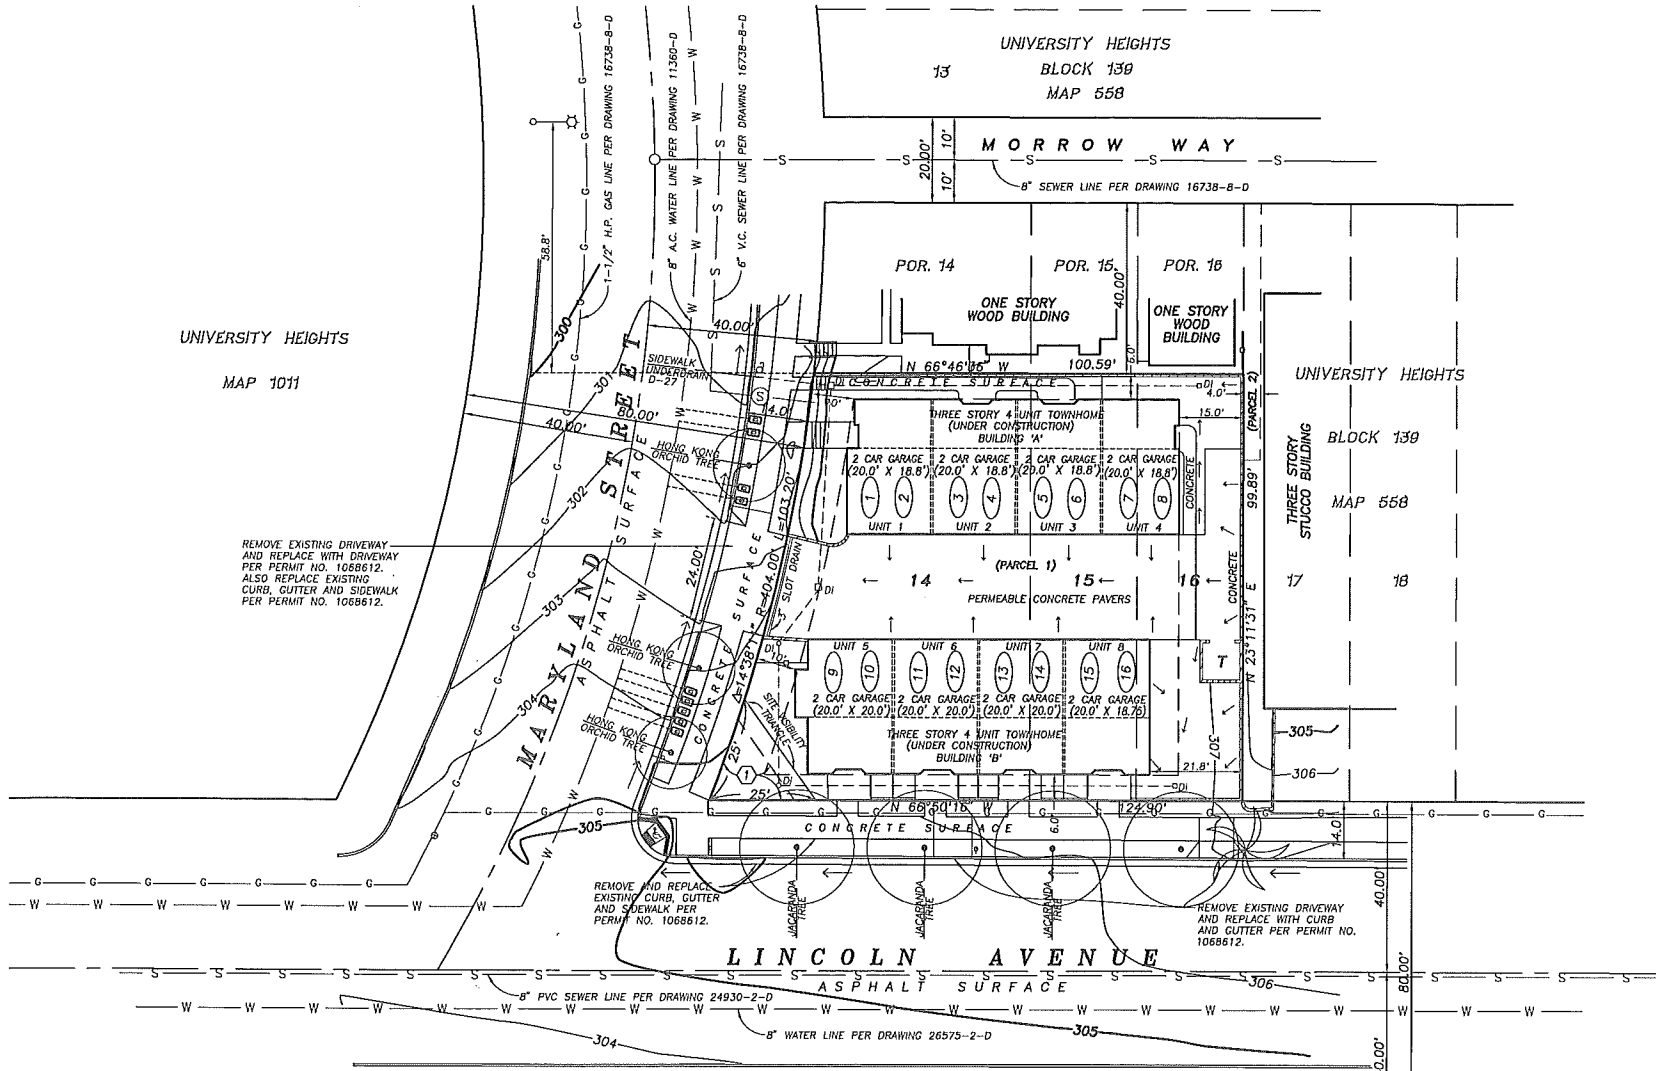 UNIVERSITY HEIGHTS
BLOCK 139
MAP 558
13
MORROW WAY
20.00'
10'
10'
8" SEWER LINE PER DRAWING 16738-8-D
1-1/2" H.P. GAS LINE PER DRAWING 16738-8-D
8" A.C. WATER LINE PER DRAWING 11360-D
6" V.C. SEWER LINE PER DRAWING 16738-8-D
58.8'
UNIVERSITY HEIGHTS
MAP 1011
POR. 14
POR. 15
POR. 16
40.00'
ONE STORY
WOOD BUILDING
ONE STORY
WOOD
BUILDING
6.0'
N 66°46'36" W 100.59'
CONCRETE SURFACE
DI
DI
4.0'
15.0'
(PARCEL 2)
300
301
302
303
304
40.00'
SIDEWALK
UNDERDRAIN
D-27
80.00'
40.00'
14.0'
HONG KONG
ORCHID TREE
MARYLAND STREET
ASPHALT SURFACE
THREE STORY 4 UNIT TOWNHOME
(UNDER CONSTRUCTION)
BUILDING 'A'
2 CAR GARAGE
(20.0' X 18.8')
2 CAR GARAGE
(20.0' X 18.8')
2 CAR GARAGE
(20.0' X 18.8')
2 CAR GARAGE
(20.0' X 18.8')
1 2 3 4 5 6 7 8
UNIT 1
UNIT 2
UNIT 3
UNIT 4
CONCRETE
99.89'
N 23°11'31" E
THREE STORY
STUCCO BUILDING
UNIVERSITY HEIGHTS
BLOCK 139
MAP 558
17
18
REMOVE EXISTING DRIVEWAY
AND REPLACE WITH DRIVEWAY
PER PERMIT NO. 1068612.
ALSO REPLACE EXISTING
CURB, GUTTER AND SIDEWALK
PER PERMIT NO. 1068612.
24.00'
CONCRETE SURFACE
Δ=14°38'11" R=404.00' L=103.20'
SLOT DRAIN
DI
3'
(PARCEL 1)
14
15
16
PERMEABLE CONCRETE PAVERS
CONCRETE
T
HONG KONG
ORCHID TREE
HONG KONG
ORCHID TREE
DI
10'
UNIT 5
UNIT 6
UNIT 7
UNIT 8
9 10 11 12 13 14 15 16
2 CAR GARAGE
(20.0' X 20.0')
2 CAR GARAGE
(20.0' X 20.0')
2 CAR GARAGE
(20.0' X 20.0')
2 CAR GARAGE
(20.0' X 18.75')
THREE STORY 4 UNIT TOWNHOME
(UNDER CONSTRUCTION)
BUILDING 'B'
SITE VISIBILITY
TRIANGLE
25'
25'
1
DI
DI
307
21.8'
305
306
N 66°50'16" W 124.90'
CONCRETE SURFACE
6.0'
14.0'
40.00'
80.00'
305
REMOVE AND REPLACE
EXISTING CURB, GUTTER
AND SIDEWALK PER
PERMIT NO. 1068612.
JACARANDA
TREE
JACARANDA
TREE
JACARANDA
TREE
REMOVE EXISTING DRIVEWAY
AND REPLACE WITH CURB
AND GUTTER PER PERMIT NO.
1068612.
LINCOLN AVENUE
ASPHALT SURFACE
306
8" PVC SEWER LINE PER DRAWING 24930-2-D
8" WATER LINE PER DRAWING 26575-2-D
305
304